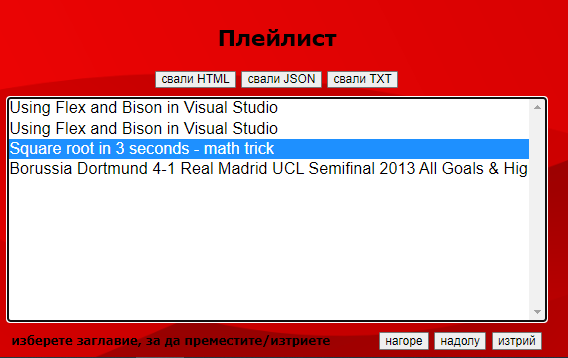 Плейлист
свали HTML свали JSON свали TXT
Using Flex and Bison in Visual Studio
Using Flex and Bison in Visual Studio
Square root in 3 seconds - math trick
Borussia Dortmund 4-1 Real Madrid UCL Semifinal 2013 All Goals & Hig
изберете заглавие, за да преместите/изтриете нагоре надолу изтрий